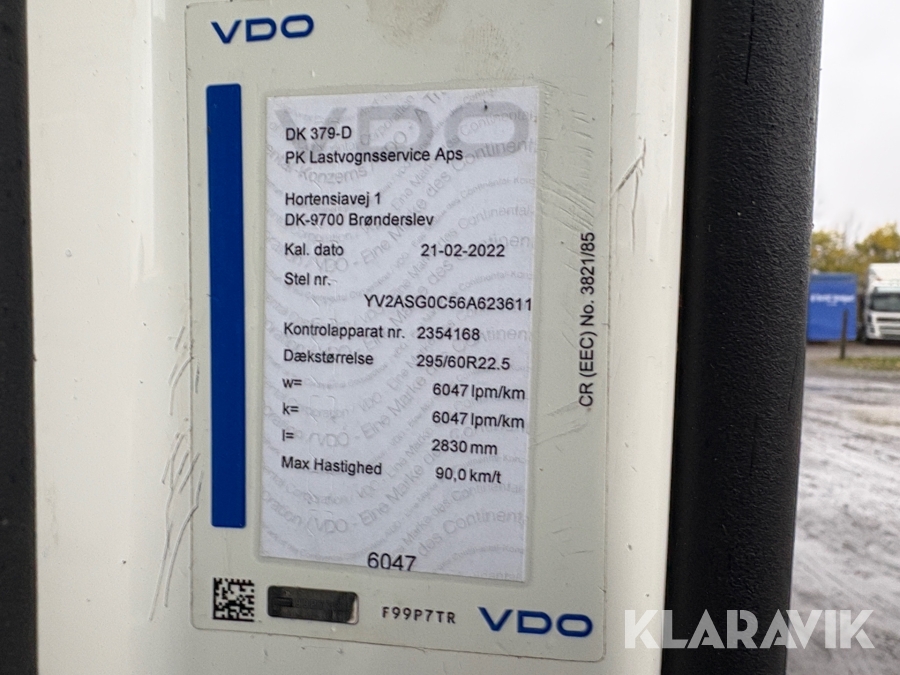 VDO
VDO
DK 379-D
PK Lastvognsservice Aps
Hortensiavej 1
DK-9700 Brønderslev
Kal. dato 21-02-2022
Stel nr.
YV2ASG0C56A623611
Kontrolapparat nr. 2354168
Dækstørrelse 295/60R22.5
w= 6047 Ipm/km
k= 6047 Ipm/km
l= 2830 mm
Max Hastighed 90,0 km/t
6047
CR (EEC) No. 3821/85
F99P7TR
VDO
KLARAVIK